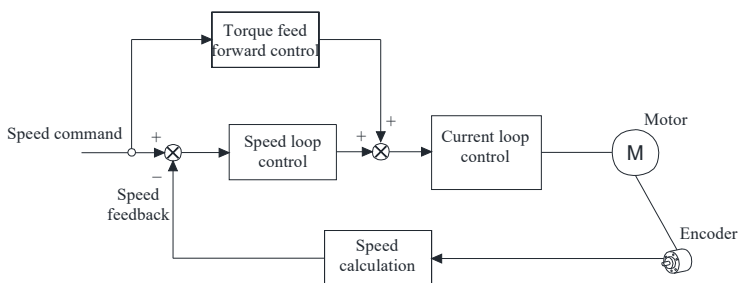 Torque feed
forward control
Speed command
+
+
+
Speed loop
control
Current loop
control
Motor
M
−
Speed
feedback
Speed
calculation
Encoder